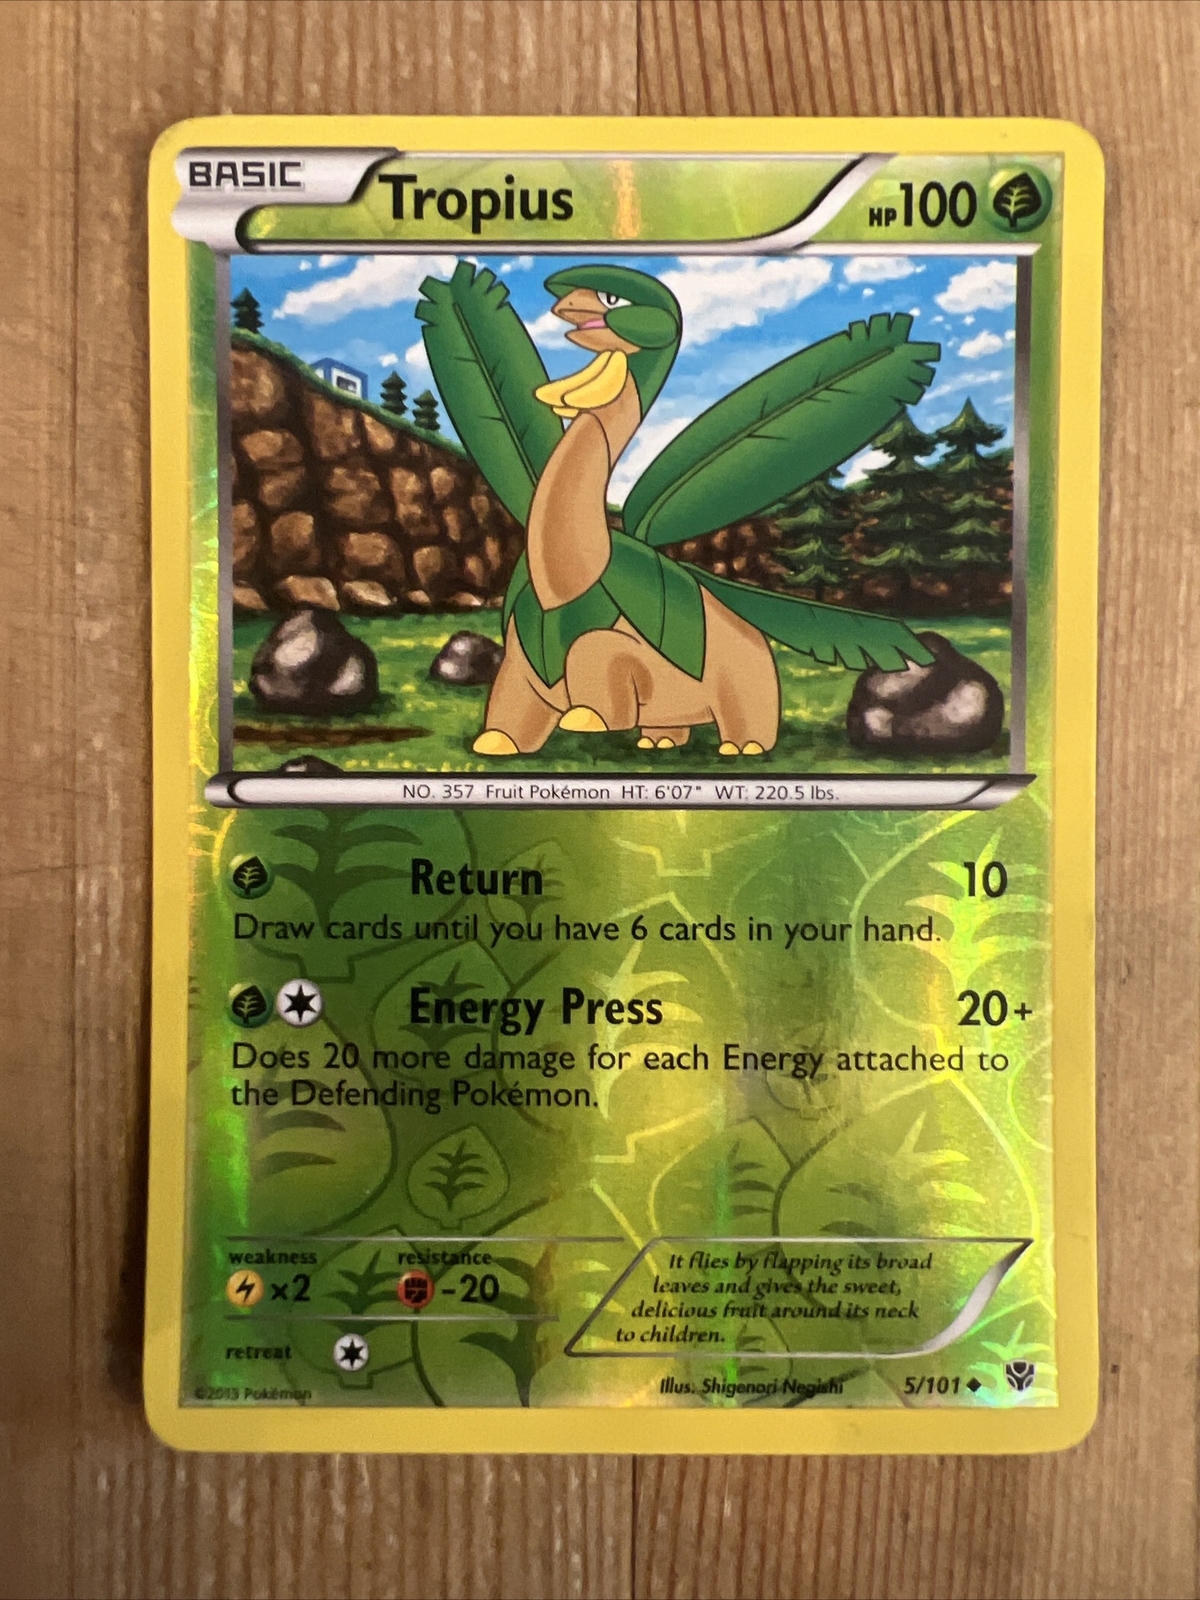 BASIC
Tropius
HP100
NO. 357 Fruit Pokémon HT: 6'07" WT: 220.5 lbs.
Return 10
Draw cards until you have 6 cards in your hand.
Energy Press 20+
Does 20 more damage for each Energy attached to
the Defending Pokémon.
weakness
×2
resistance
-20
retreat
It flies by flapping its broad
leaves and gives the sweet,
delicious fruit around its neck
to children.
©2013 Pokémon
Illus. Shigenori Negishi
5/101